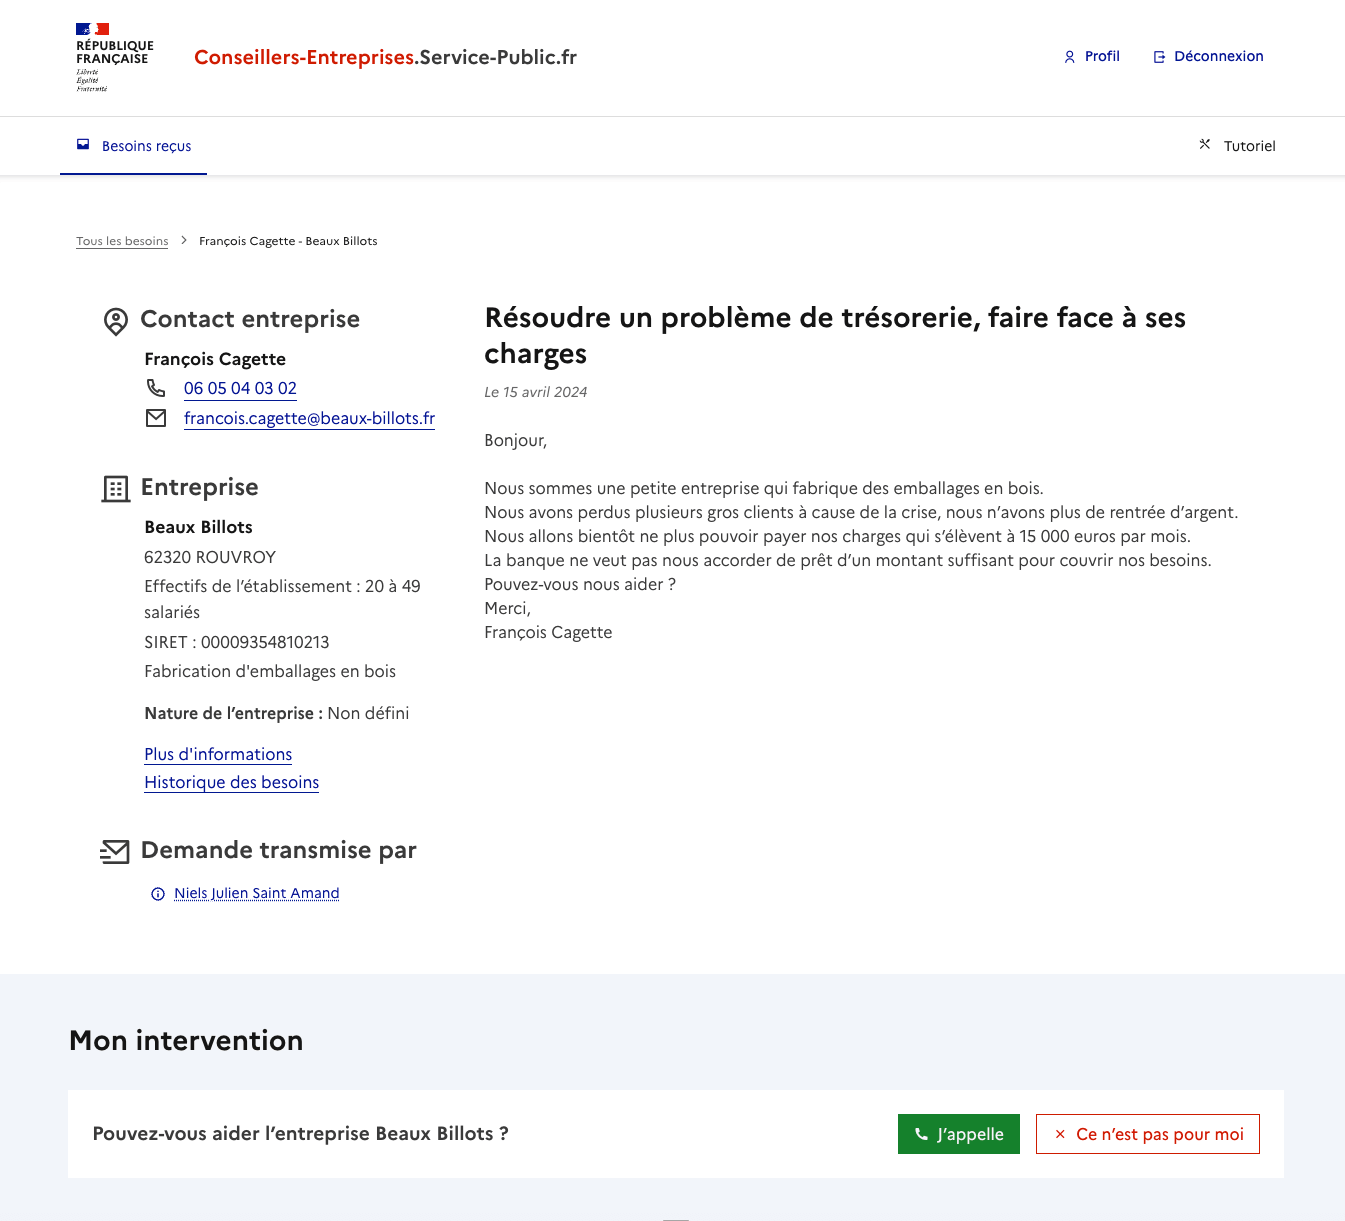 RÉPUBLIQUE
FRANÇAISE
Liberté
Égalité
Fraternité
Conseillers-Entreprises.Service-Public.fr
Profil
Déconnexion
Besoins reçus
Tutoriel
Tous les besoins > François Cagette - Beaux Billots
Contact entreprise
François Cagette
06 05 04 03 02
francois.cagette@beaux-billots.fr
Entreprise
Beaux Billots
62320 ROUVROY
Effectifs de l’établissement : 20 à 49
salariés
SIRET : 00009354810213
Fabrication d'emballages en bois
Nature de l’entreprise : Non défini
Plus d'informations
Historique des besoins
Demande transmise par
Niels Julien Saint Amand
Résoudre un problème de trésorerie, faire face à ses
charges
Le 15 avril 2024
Bonjour,
Nous sommes une petite entreprise qui fabrique des emballages en bois.
Nous avons perdus plusieurs gros clients à cause de la crise, nous n’avons plus de rentrée d’argent.
Nous allons bientôt ne plus pouvoir payer nos charges qui s’élèvent à 15 000 euros par mois.
La banque ne veut pas nous accorder de prêt d’un montant suffisant pour couvrir nos besoins.
Pouvez-vous nous aider ?
Merci,
François Cagette
Mon intervention
Pouvez-vous aider l’entreprise Beaux Billots ?
J’appelle
Ce n’est pas pour moi